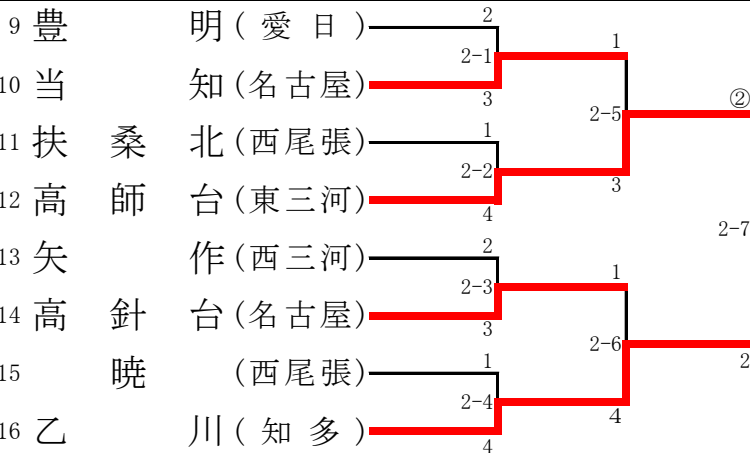 9 豊明(愛日)
2
2-1
1
10 当知(名古屋)
3
2-5
②
11 扶桑北(西尾張)
1
2-2
12 高師台(東三河)
4
3
2-7
13 矢作(西三河)
2
2-3
1
14 高針台(名古屋)
3
2-6
2
15 暁(西尾張)
1
2-4
16 乙川(知多)
4
4